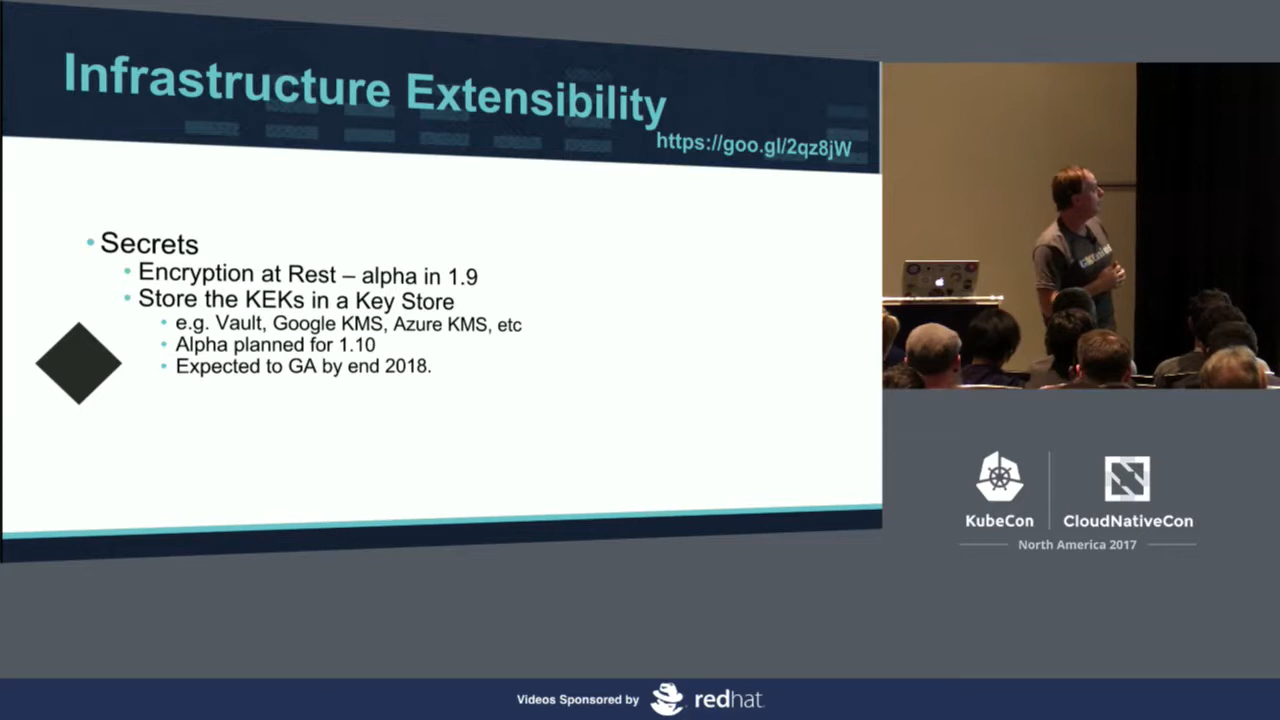 Infrastructure Extensibility
https://goo.gl/2qz8jW
• Secrets
• Encryption at Rest – alpha in 1.9
• Store the KEKs in a Key Store
• e.g. Vault, Google KMS, Azure KMS, etc
• Alpha planned for 1.10
• Expected to GA by end 2018.
KubeCon
CloudNativeCon
North America 2017
Videos Sponsored by
redhat.